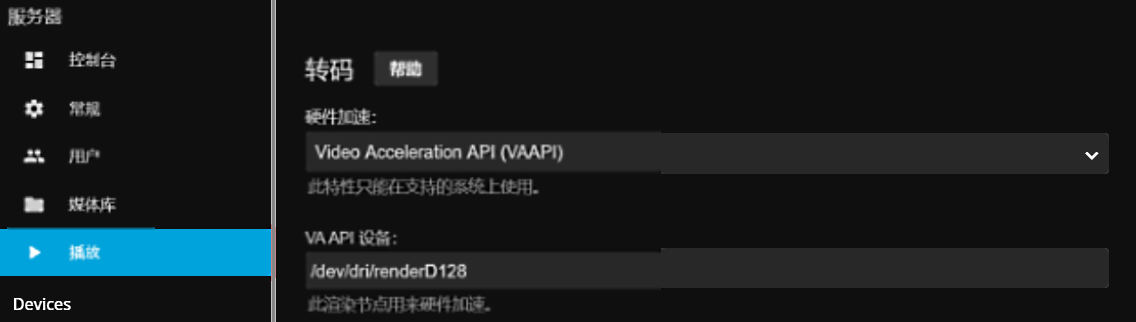 服务器
控制台
常规
用户
媒体库
播放
Devices
转码 帮助
硬件加速:
Video Acceleration API (VAAPI)
此特性只能在支持的系统上使用。
VA API 设备:
/dev/dri/renderD128
此渲染节点用来硬件加速。